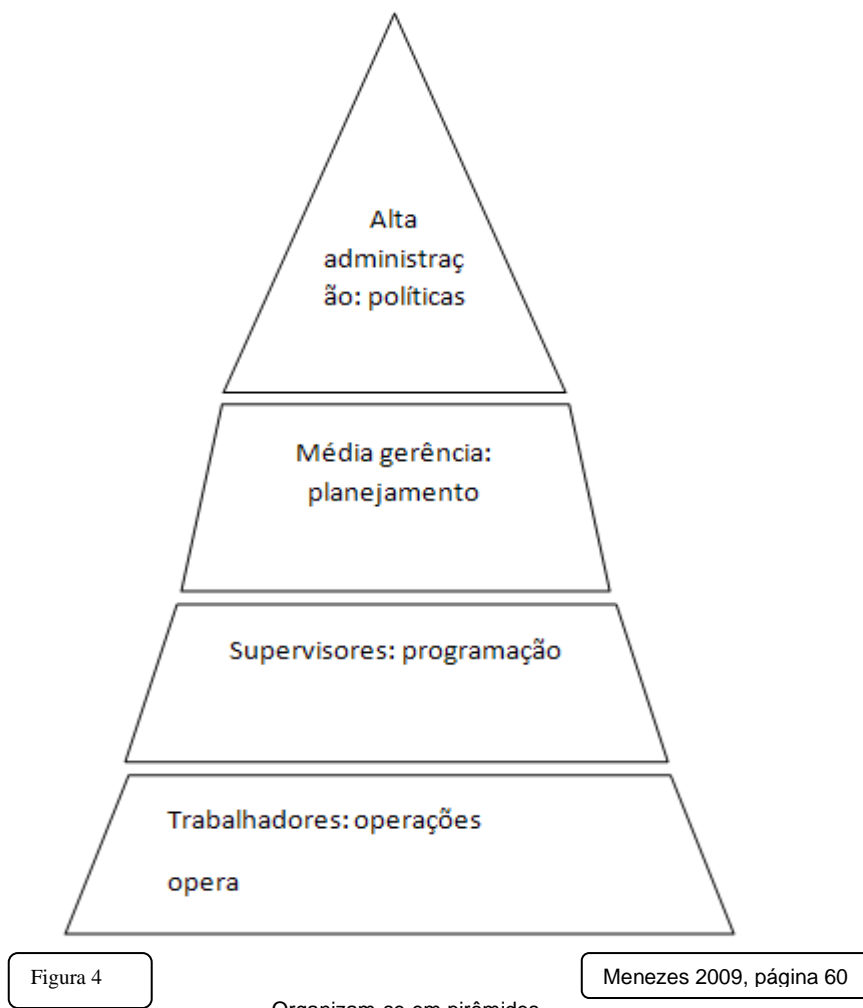 Alta
administraç
ão: políticas
Média gerência:
planejamento
Supervisores: programação
Trabalhadores: operações
opera
Figura 4
Menezes 2009, página 60
Organizam-se em pirâmides